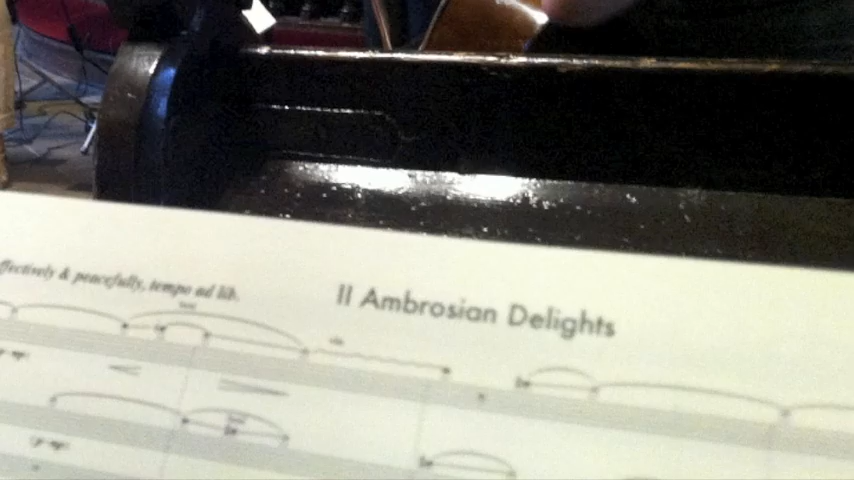 ffectively & peacefully, tempo ad lib.
II Ambrosian Delights